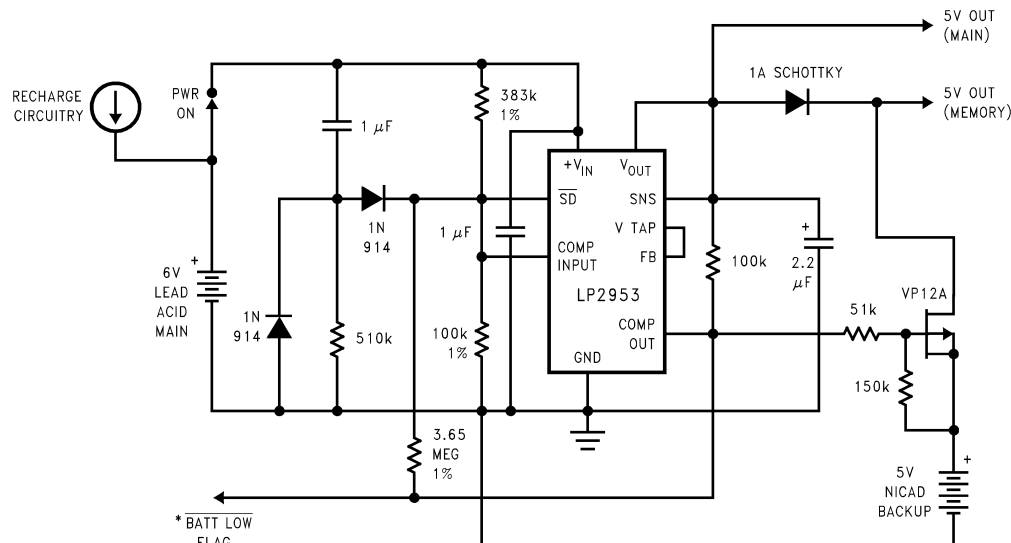 5V OUT
(MAIN)
1A SCHOTTKY
5V OUT
(MEMORY)
RECHARGE
CIRCUITRY
PWR
ON
383k
1%
1 μF
+VIN
VOUT
SD
SNS
1N
914
1 μF
V TAP
FB
COMP
INPUT
+
100k
2.2
μF
+
6V
LEAD
ACID
MAIN
LP2953
VP12A
1N
914
510k
100k
1%
COMP
OUT
51k
GND
150k
3.65
MEG
1%
+
5V
NICAD
BACKUP
*BATT LOW
FLAG